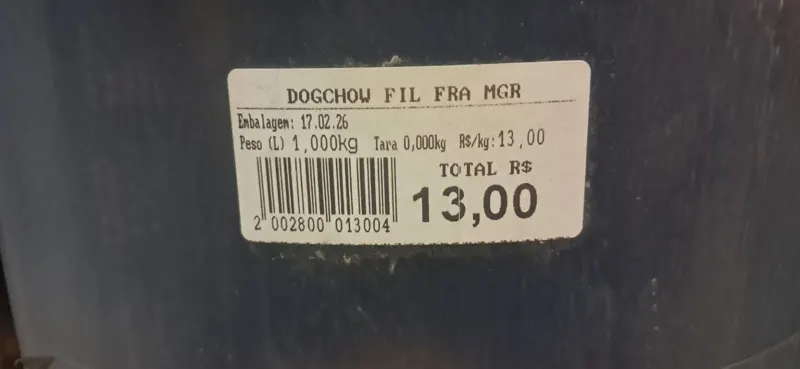 DOGCHOW FIL FRA MGR
Embalagem: 17.02.26
Peso (L) 1,000kg Tara 0,000kg R$/kg: 13,00
TOTAL R$
13,00
2 002800 013004